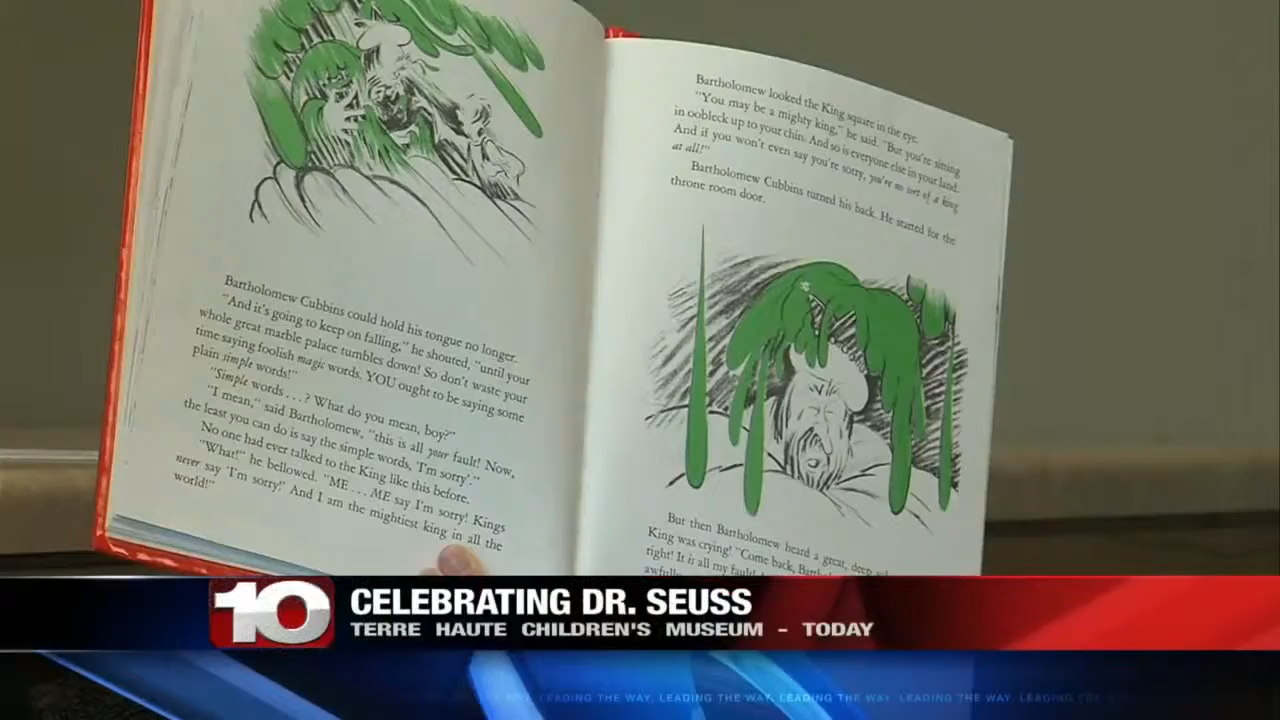 Bartholomew Cubbins could hold his tongue no longer.
"And it's going to keep on falling," he shouted, "until your
whole great marble palace tumbles down! So don't waste your
time saying foolish magic words. YOU ought to be saying some
plain simple words!"
"Simple words . . . ? What do you mean, boy?"
"I mean," said Bartholomew, "this is all your fault! Now,
the least you can do is say the simple words, 'I'm sorry'."
No one had ever talked to the King like this before.
"What!" he bellowed. "ME . . . ME say I'm sorry! Kings
never say 'I'm sorry!' And I am the mightiest king in all the
world!"
Bartholomew looked the King square in the eye.
"You may be a mighty king," he said. "But you're sitting
in oobleck up to your chin. And so is everyone else in your land.
And if you won't even say you're sorry, you're no sort of a king
at all!"
Bartholomew Cubbins turned his back. He started for the
throne room door.
But then Bartholomew heard a great, deep
King was crying! "Come back,
right! It is all my fault!
10
CELEBRATING DR. SEUSS
TERRE HAUTE CHILDREN'S MUSEUM - TODAY
LEADING THE WAY. LEADING THE WAY. LEADING THE WAY. LEADING THE WAY. LEADING THE